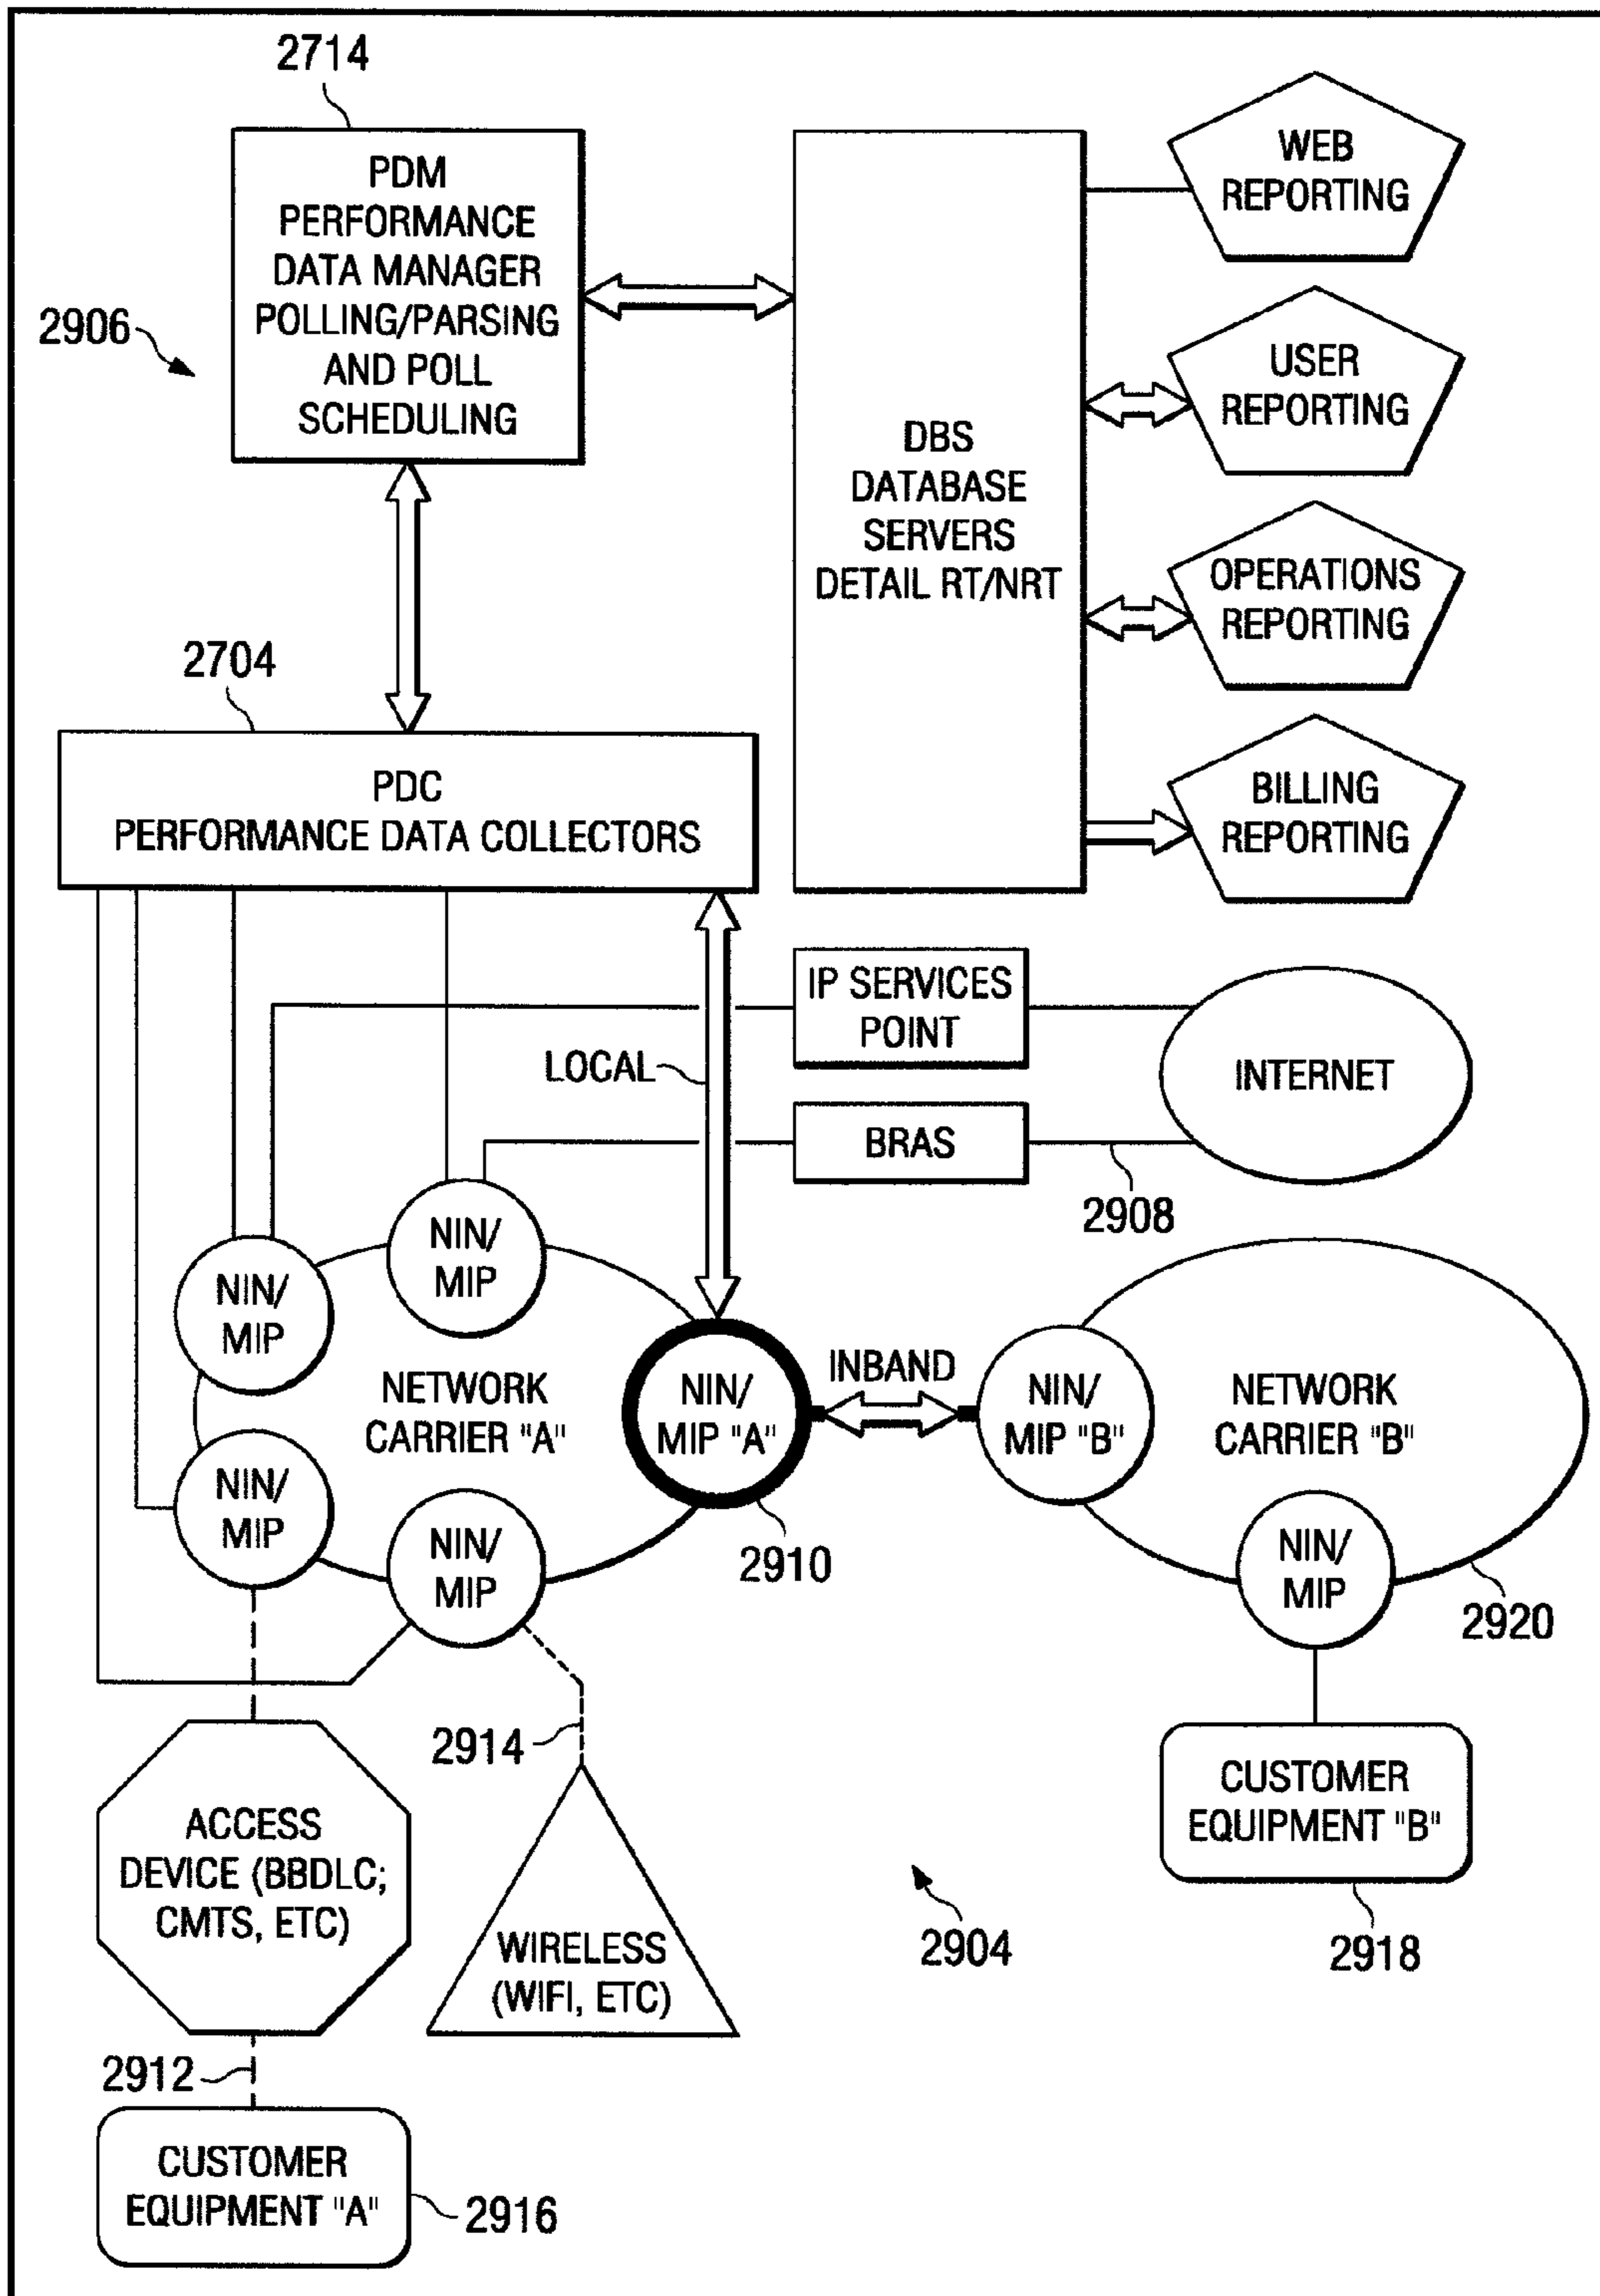 2714
PDM
PERFORMANCE
DATA MANAGER
POLLING/PARSING
AND POLL
SCHEDULING
2906
DBS
DATABASE
SERVERS
DETAIL RT/NRT
WEB
REPORTING
USER
REPORTING
OPERATIONS
REPORTING
BILLING
REPORTING
2704
PDC
PERFORMANCE DATA COLLECTORS
LOCAL
IP SERVICES
POINT
BRAS
INTERNET
2908
NIN/
MIP
NIN/
MIP
NETWORK
CARRIER "A"
NIN/
MIP "A"
INBAND
NIN/
MIP "B"
NETWORK
CARRIER "B"
NIN/
MIP
NIN/
MIP
2910
NIN/
MIP
2920
2914
ACCESS
DEVICE (BBDLC;
CMTS, ETC)
WIRELESS
(WIFI, ETC)
2904
CUSTOMER
EQUIPMENT "B"
2918
2912
CUSTOMER
EQUIPMENT "A"
2916